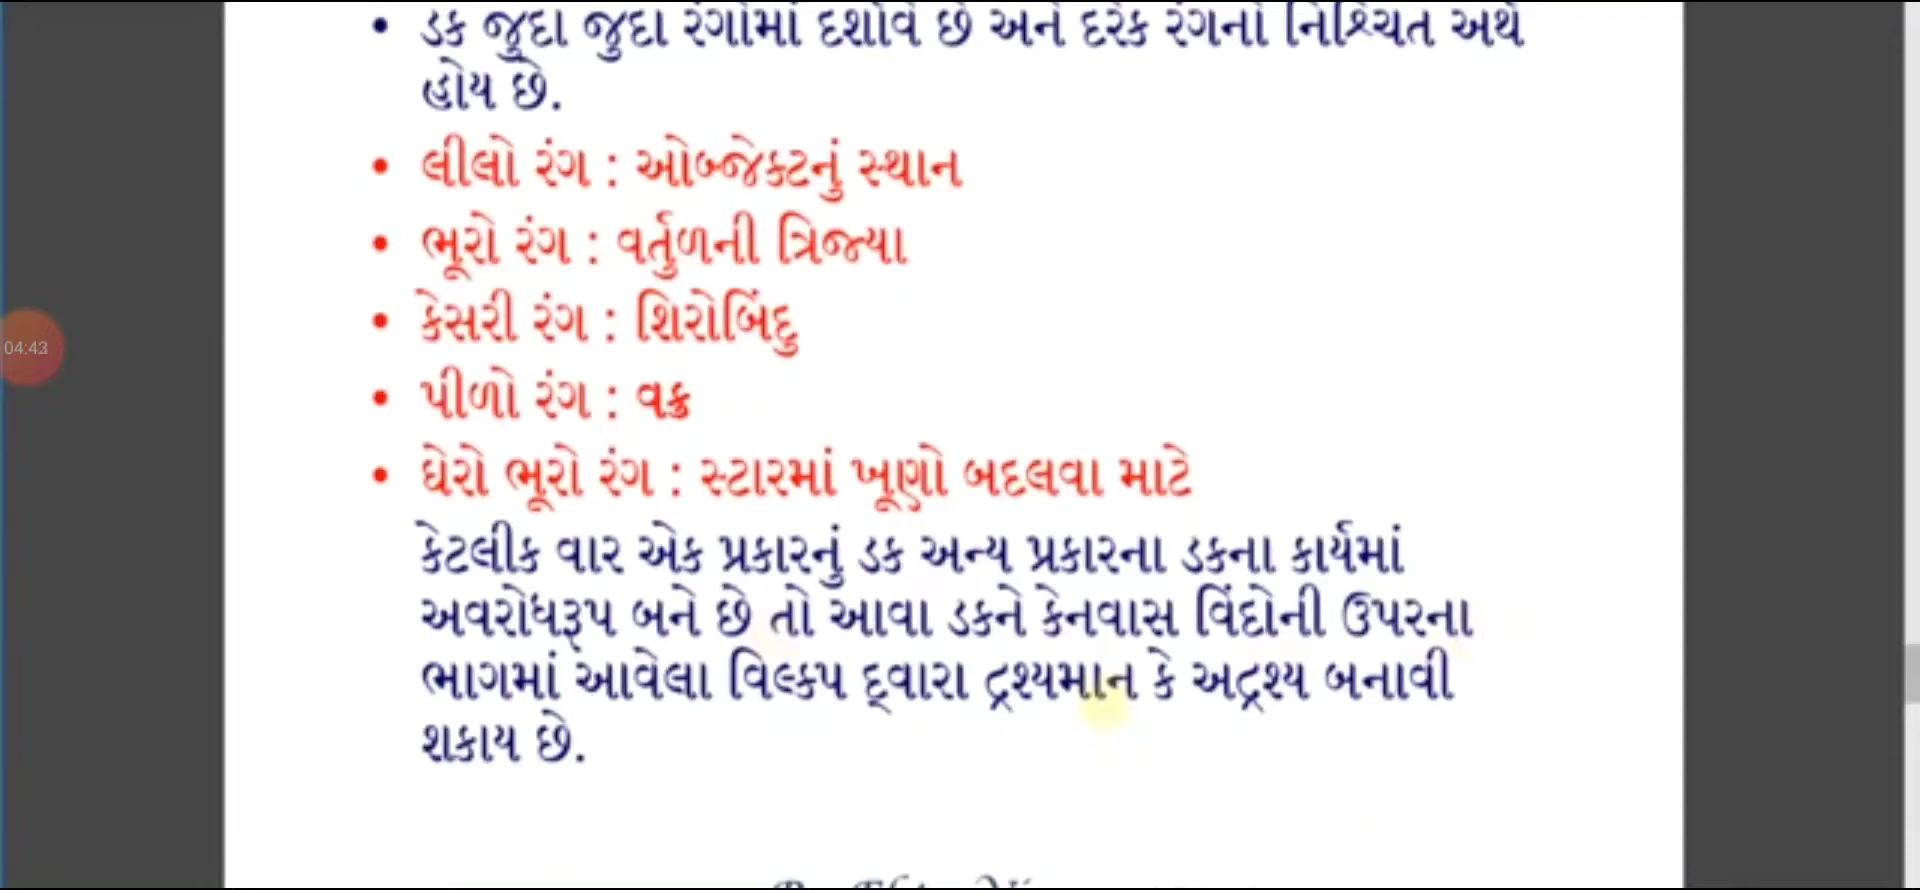 • ડક જુદા જુદા રંગોમાં દર્શાવે છે અને દરેક રંગનો નિશ્ચિત અર્થ
હોય છે.
• લીલો રંગ : ઓબ્જેક્ટનું સ્થાન
• ભૂરો રંગ : વર્તુળની ત્રિજ્યા
• કેસરી રંગ : શિરોબિંદુ
04:43
• પીળો રંગ : વક્ર
• ઘેરો ભૂરો રંગ : સ્ટારમાં ખૂણો બદલવા માટે
કેટલીક વાર એક પ્રકારનું ડક અન્ય પ્રકારના ડકના કાર્યમાં
અવરોધરૂપ બને છે તો આવા ડકને કેનવાસ વિંદોની ઉપરના
ભાગમાં આવેલા વિલ્કપ દ્‌વારા દ્રશ્યમાન કે અદ્રશ્ય બનાવી
શકાય છે.